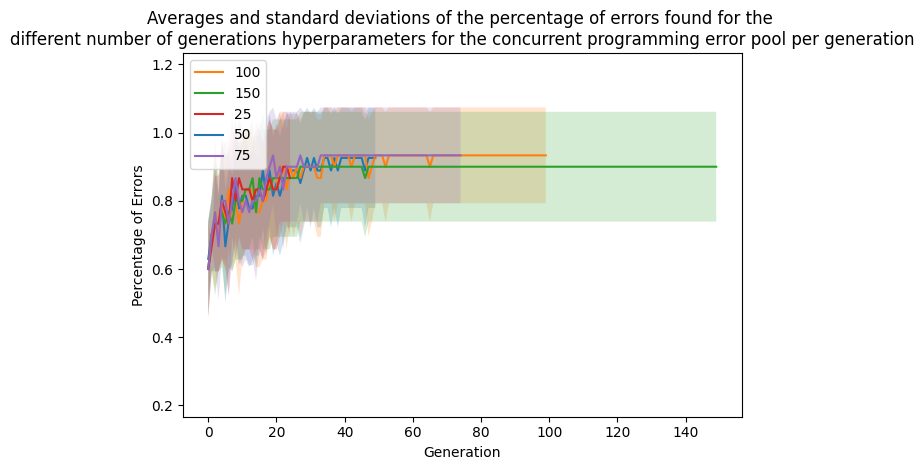 Averages and standard deviations of the percentage of errors found for the
different number of generations hyperparameters for the concurrent programming error pool per generation
1.2
1.0
0.8
0.6
0.4
0.2
Percentage of Errors
100
150
25
50
75
0 20 40 60 80 100 120 140
Generation